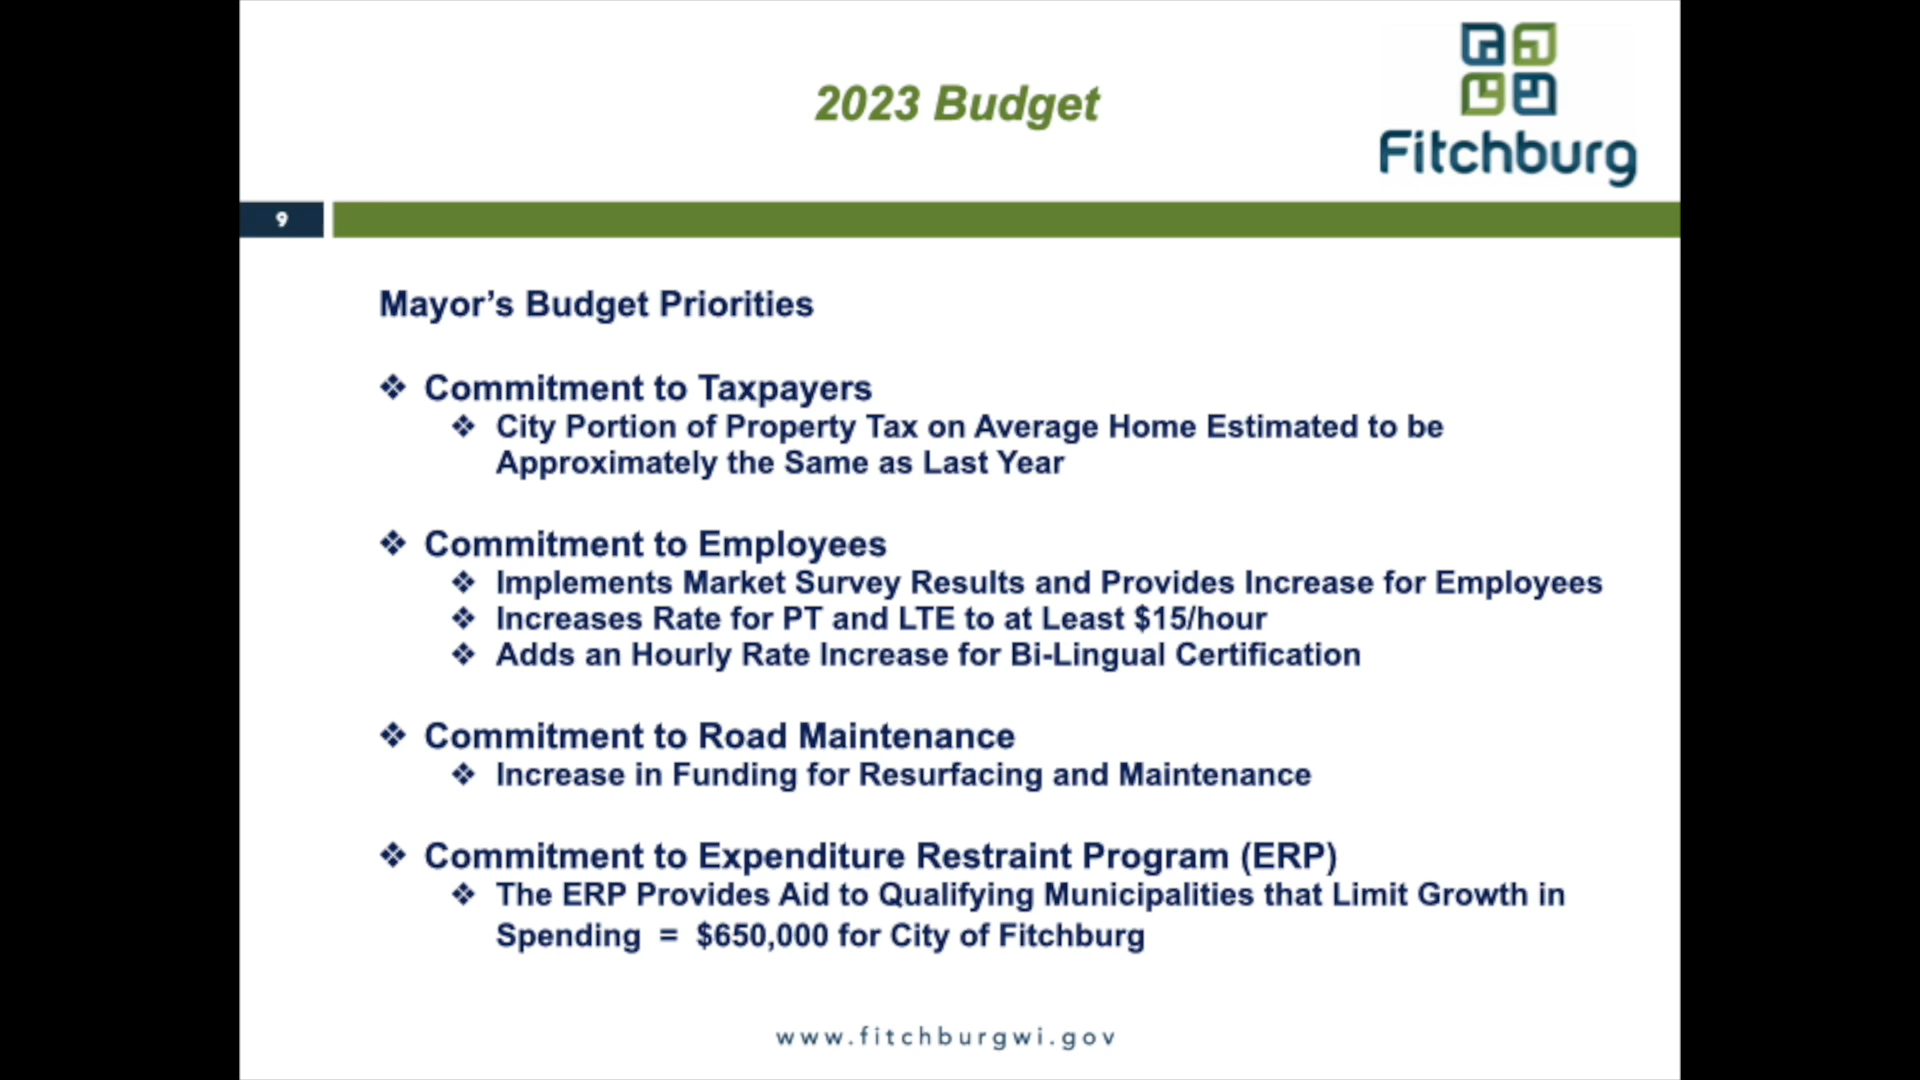 2023 Budget
Fitchburg
9
Mayor’s Budget Priorities
❖ Commitment to Taxpayers
❖ City Portion of Property Tax on Average Home Estimated to be
Approximately the Same as Last Year
❖ Commitment to Employees
❖ Implements Market Survey Results and Provides Increase for Employees
❖ Increases Rate for PT and LTE to at Least $15/hour
❖ Adds an Hourly Rate Increase for Bi-Lingual Certification
❖ Commitment to Road Maintenance
❖ Increase in Funding for Resurfacing and Maintenance
❖ Commitment to Expenditure Restraint Program (ERP)
❖ The ERP Provides Aid to Qualifying Municipalities that Limit Growth in
Spending = $650,000 for City of Fitchburg
www.fitchburgwi.gov